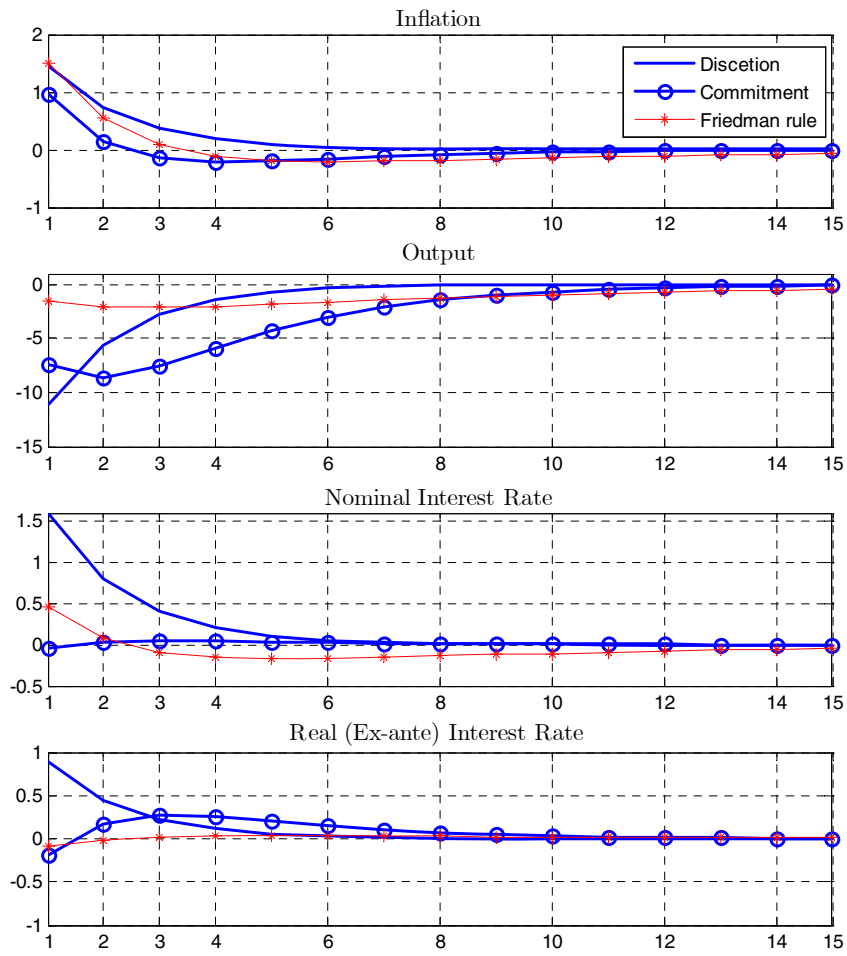 Inflation
2
1
0
-1
Discetion
Commitment
Friedman rule
1 2 3 4 6 8 10 12 14 15
Output
0
-5
-10
-15
1 2 3 4 6 8 10 12 14 15
Nominal Interest Rate
1.5
1
0.5
0
-0.5
1 2 3 4 6 8 10 12 14 15
Real (Ex-ante) Interest Rate
1
0.5
0
-0.5
-1
1 2 3 4 6 8 10 12 14 15